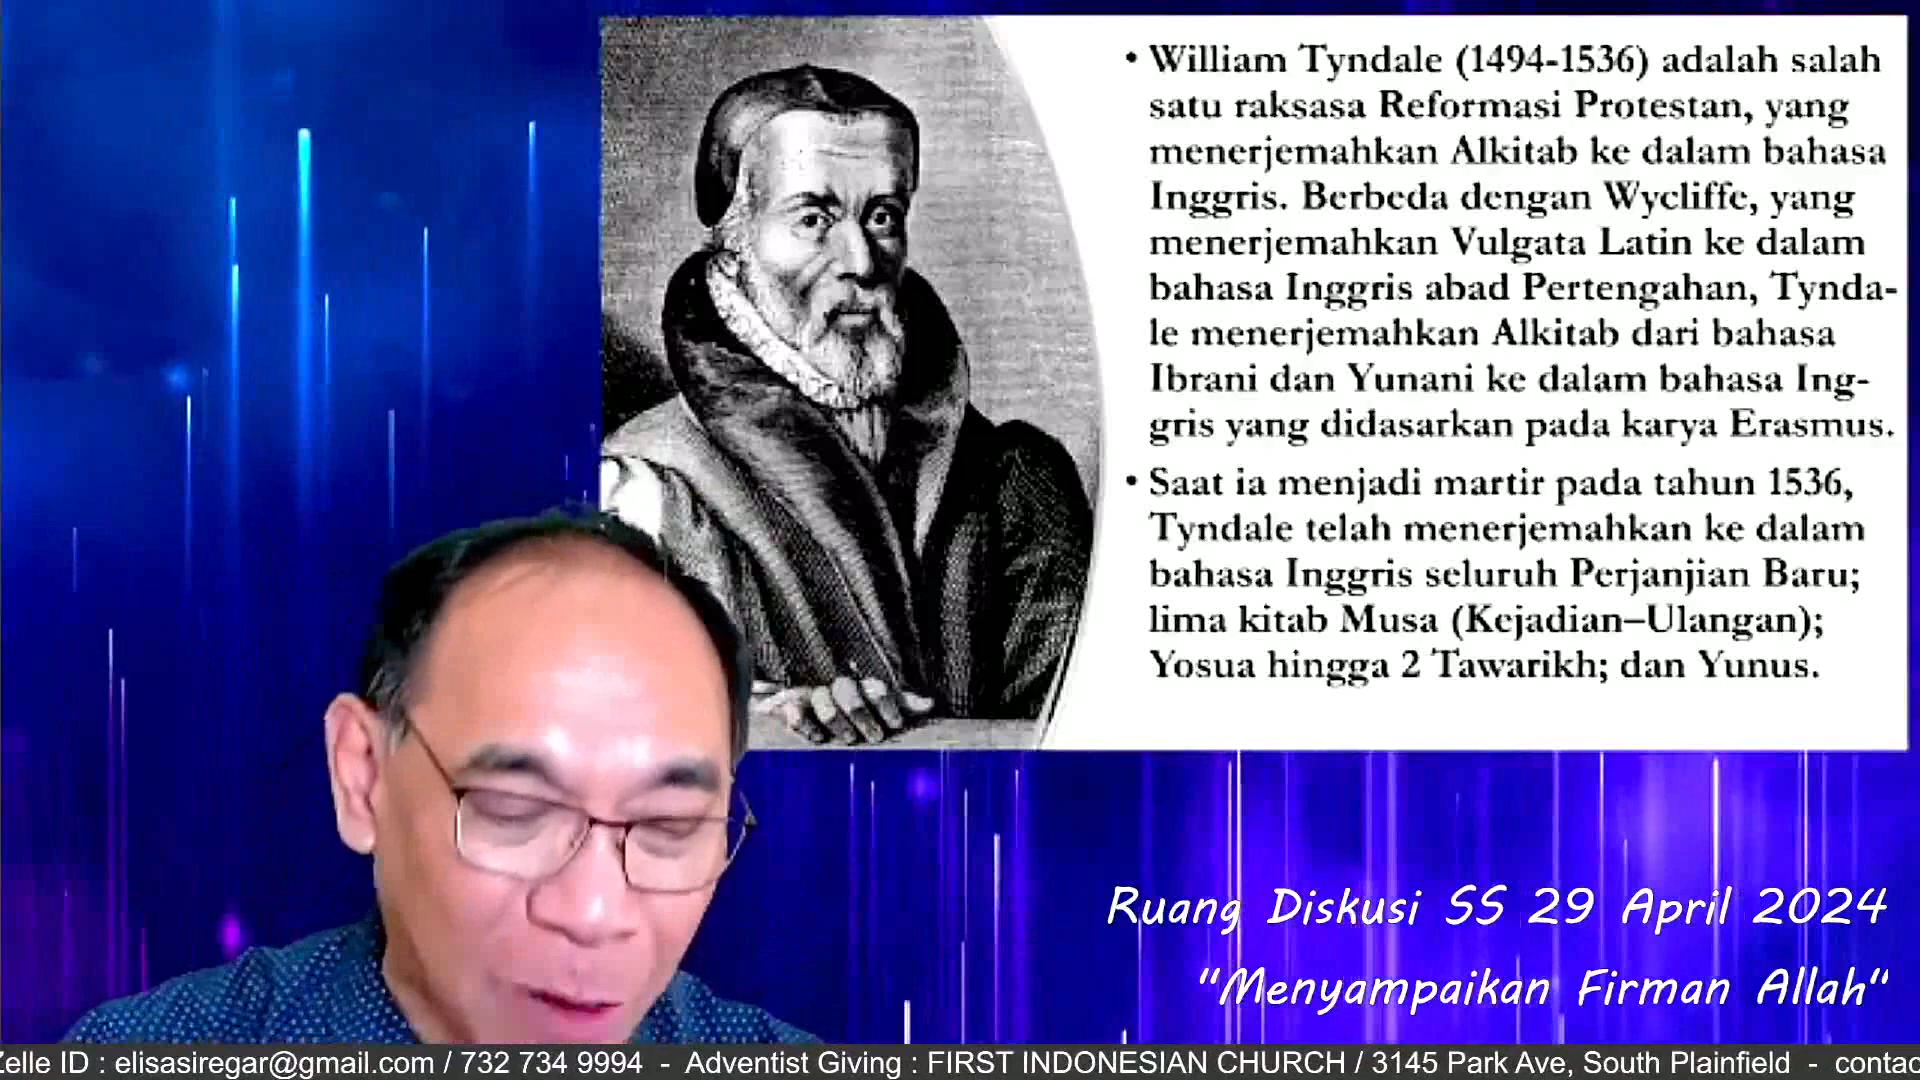 • William Tyndale (1494-1536) adalah salah
satu raksasa Reformasi Protestan, yang
menerjemahkan Alkitab ke dalam bahasa
Inggris. Berbeda dengan Wycliffe, yang
menerjemahkan Vulgata Latin ke dalam
bahasa Inggris abad Pertengahan, Tynda-
le menerjemahkan Alkitab dari bahasa
Ibrani dan Yunani ke dalam bahasa Ing-
gris yang didasarkan pada karya Erasmus.
• Saat ia menjadi martir pada tahun 1536,
Tyndale telah menerjemahkan ke dalam
bahasa Inggris seluruh Perjanjian Baru;
lima kitab Musa (Kejadian–Ulangan);
Yosua hingga 2 Tawarikh; dan Yunus.
Ruang Diskusi SS 29 April 2024
“Menyampaikan Firman Allah“
Zelle ID : elisasiregar@gmail.com / 732 734 9994 - Adventist Giving : FIRST INDONESIAN CHURCH / 3145 Park Ave, South Plainfield - contac